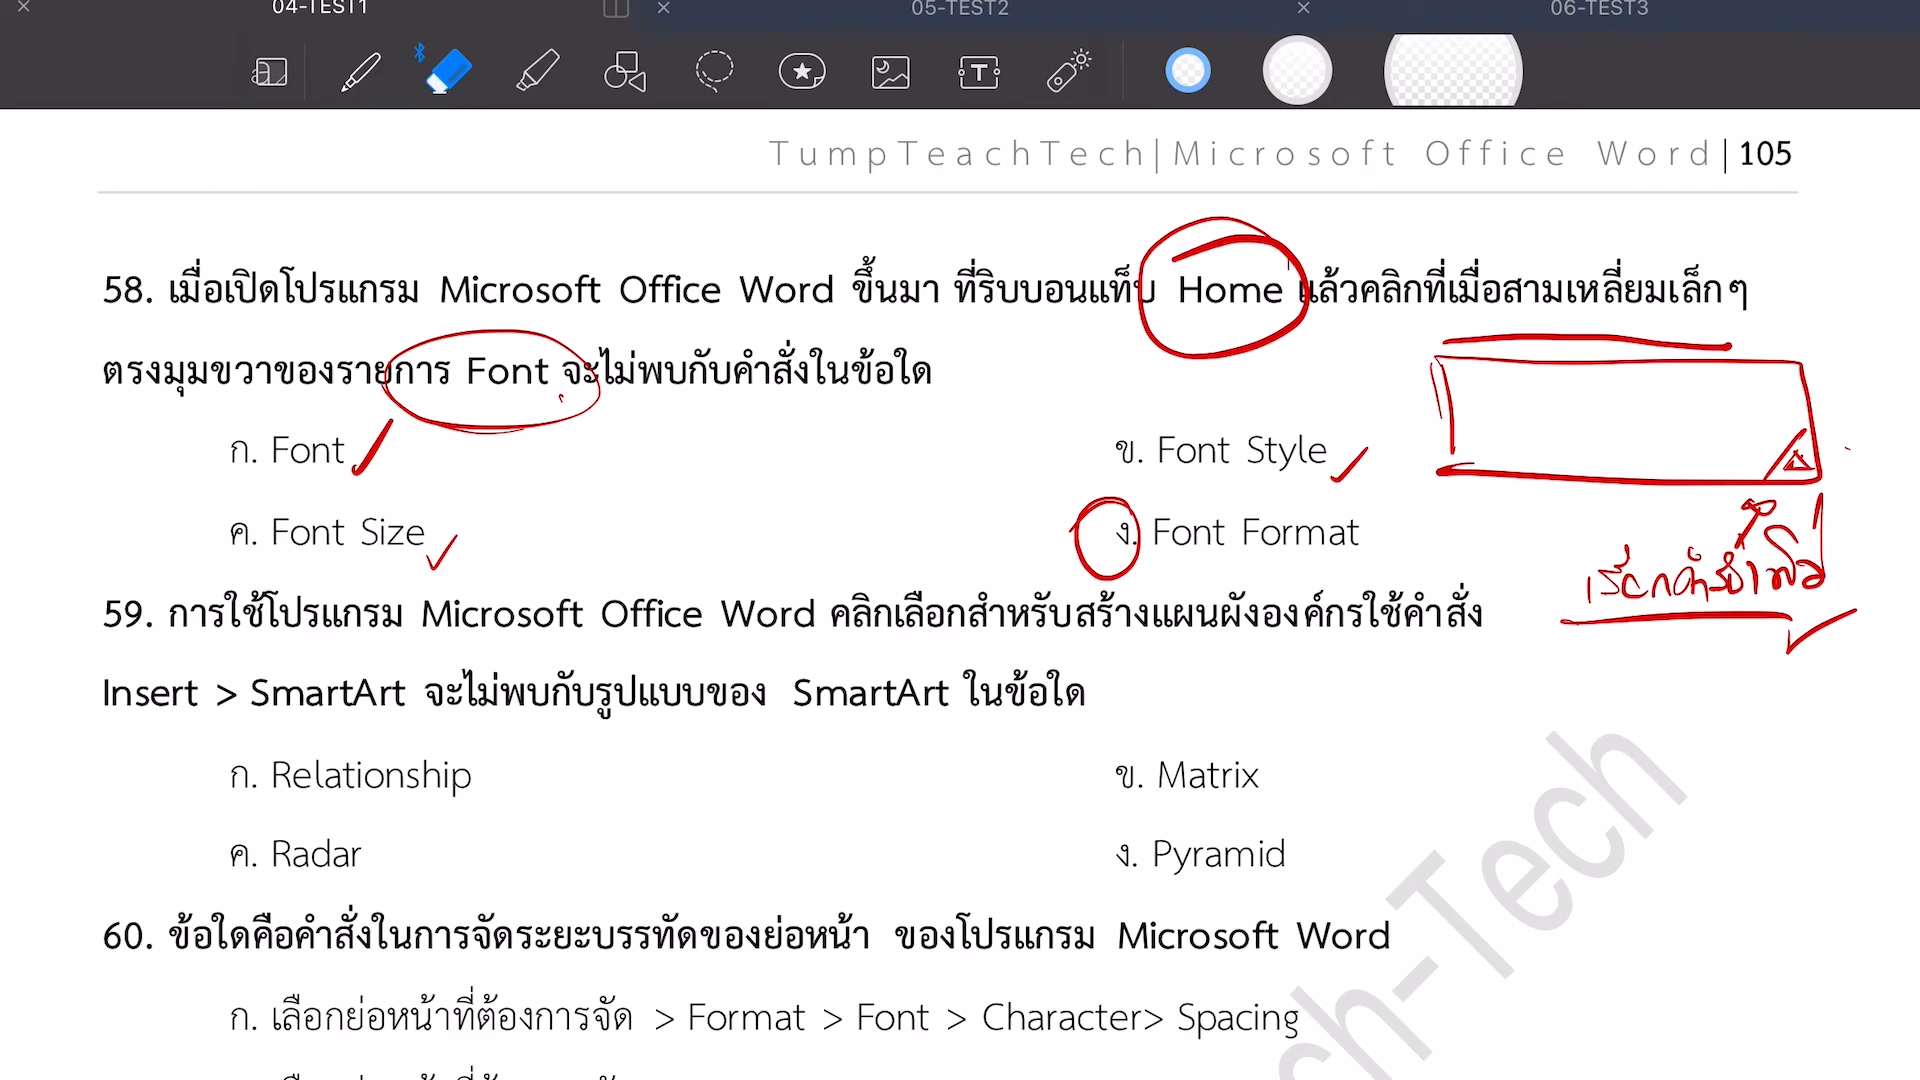 04-TEST1
05-TEST2
06-TEST3
TumpTeachTech|Microsoft Office Word|105
58. เมื่อเปิดโปรแกรม Microsoft Office Word ขึ้นมา ที่ริบบอนแท็บ Home แล้วคลิกที่เมื่อสามเหลี่ยมเล็กๆ
ตรงมุมขวาของรายการ Font จะไม่พบกับคำสั่งในข้อใด
ก. Font
ข. Font Style
ค. Font Size
ง. Font Format
59. การใช้โปรแกรม Microsoft Office Word คลิกเลือกสำหรับสร้างแผนผังองค์กรใช้คำสั่ง
Insert > SmartArt จะไม่พบกับรูปแบบของ SmartArt ในข้อใด
ก. Relationship
ข. Matrix
ค. Radar
ง. Pyramid
60. ข้อใดคือคำสั่งในการจัดระยะบรรทัดของย่อหน้า ของโปรแกรม Microsoft Word
ก. เลือกย่อหน้าที่ต้องการจัด > Format > Font > Character> Spacing
ch-Tech